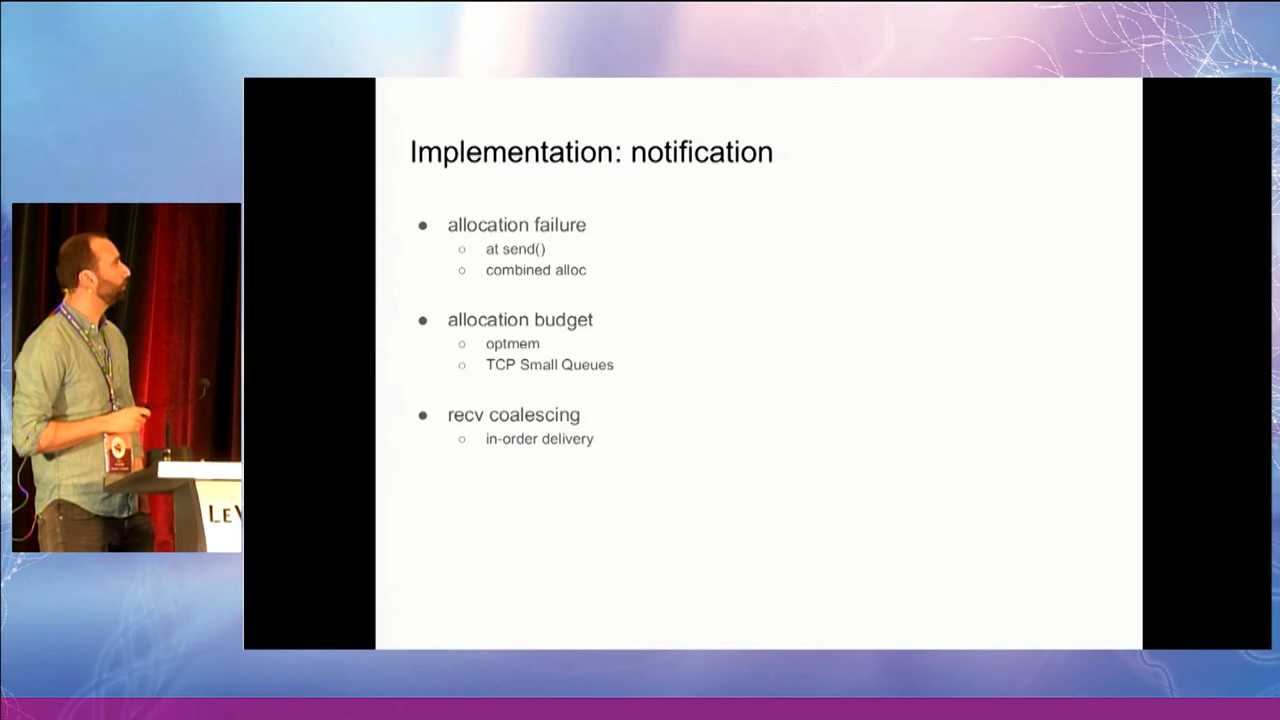 Implementation: notification
● allocation failure
○ at send()
○ combined alloc
● allocation budget
○ optmem
○ TCP Small Queues
● recv coalescing
○ in-order delivery
LEV